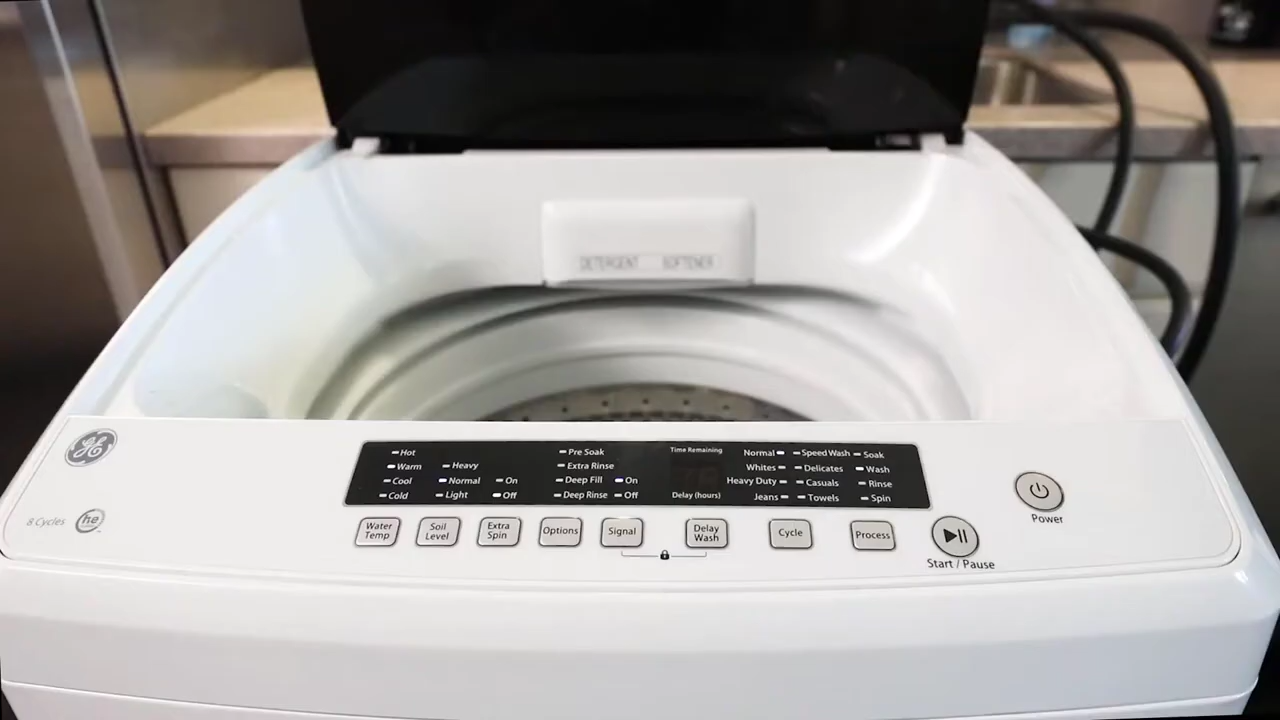 DETERGENT SOFTENER
GE
8 Cycles
he
Hot
Warm
Cool
Cold
Heavy
Normal
Light
On
Off
Pre Soak
Extra Rinse
Deep Fill
Deep Rinse
On
Off
Time Remaining
Delay (hours)
Normal
Whites
Heavy Duty
Jeans
Speed Wash
Delicates
Casuals
Towels
Soak
Wash
Rinse
Spin
Water
Temp
Soil
Level
Extra
Spin
Options
Signal
Delay
Wash
Cycle
Process
Start / Pause
Power